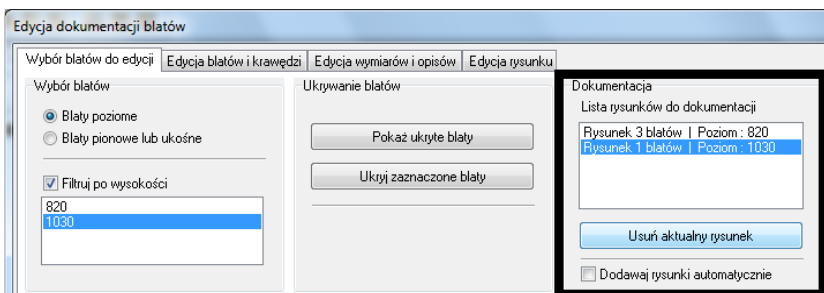 Edycja dokumentacji blatów
Wybór blatów do edycji
Edycja blatów i krawędzi
Edycja wymiarów i opisów
Edycja rysunku
Wybór blatów
Blaty poziome
Blaty pionowe lub ukośne
Filtruj po wysokości
820
1030
Ukrywanie blatów
Pokaż ukryte blaty
Ukryj zaznaczone blaty
Dokumentacja
Lista rysunków do dokumentacji
Rysunek 3 blatów | Poziom : 820
Rysunek 1 blatów | Poziom : 1030
Usuń aktualny rysunek
Dodawaj rysunki automatycznie